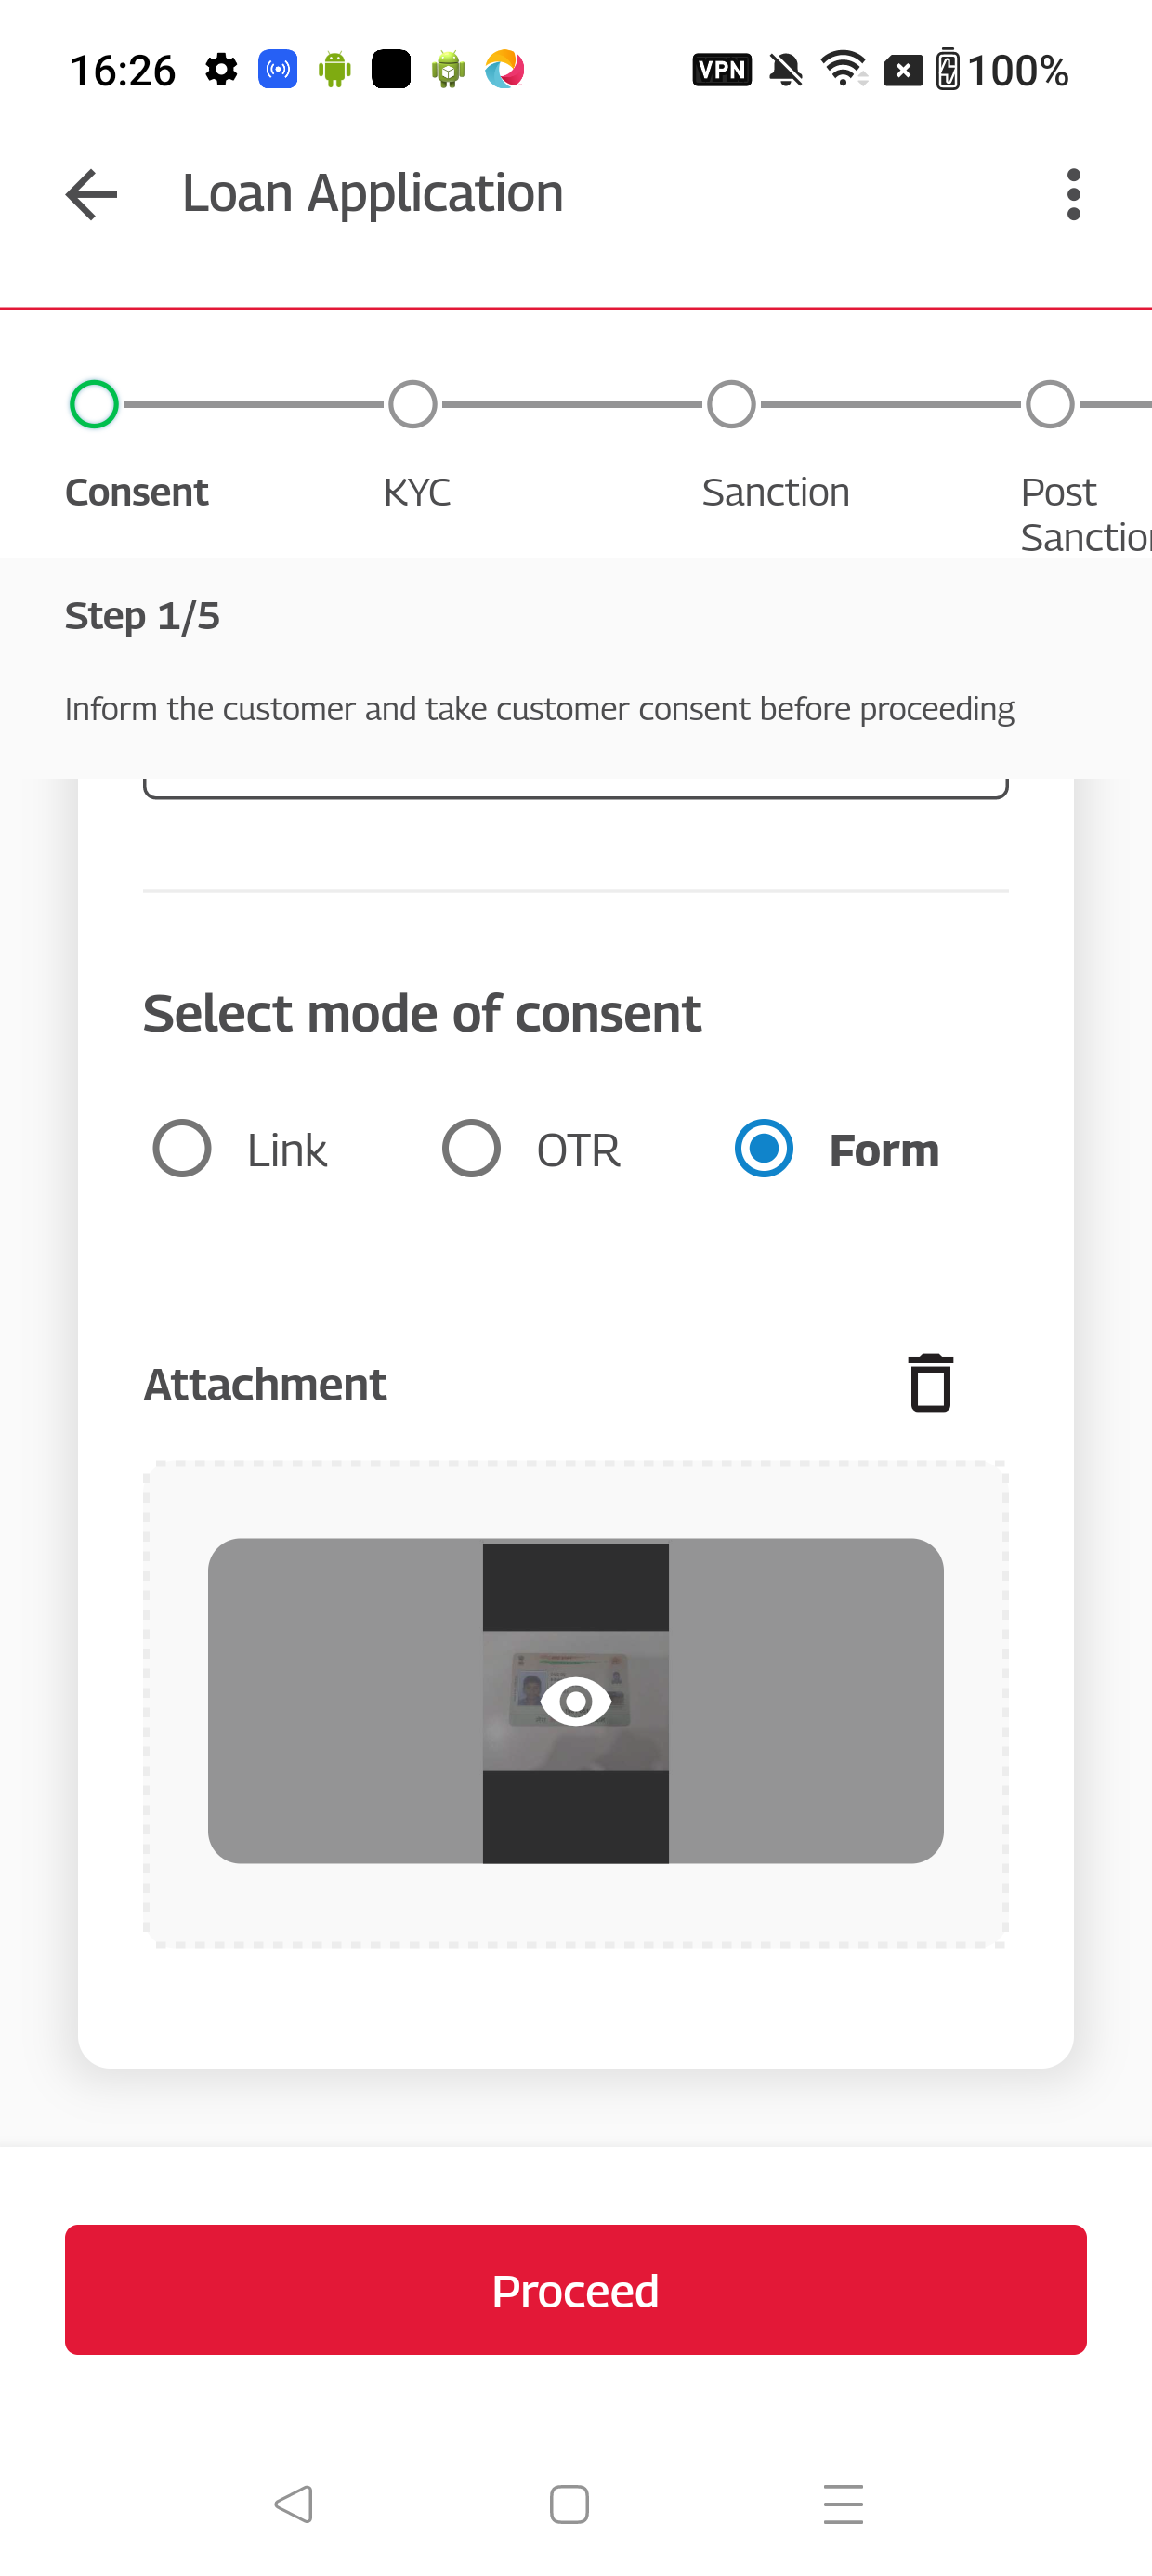 16:26
VPN
100%
Loan Application
Consent
KYC
Sanction
Post
Sanctio
Step 1/5
Inform the customer and take customer consent before proceeding
Select mode of consent
Link
OTR
Form
Attachment
Proceed